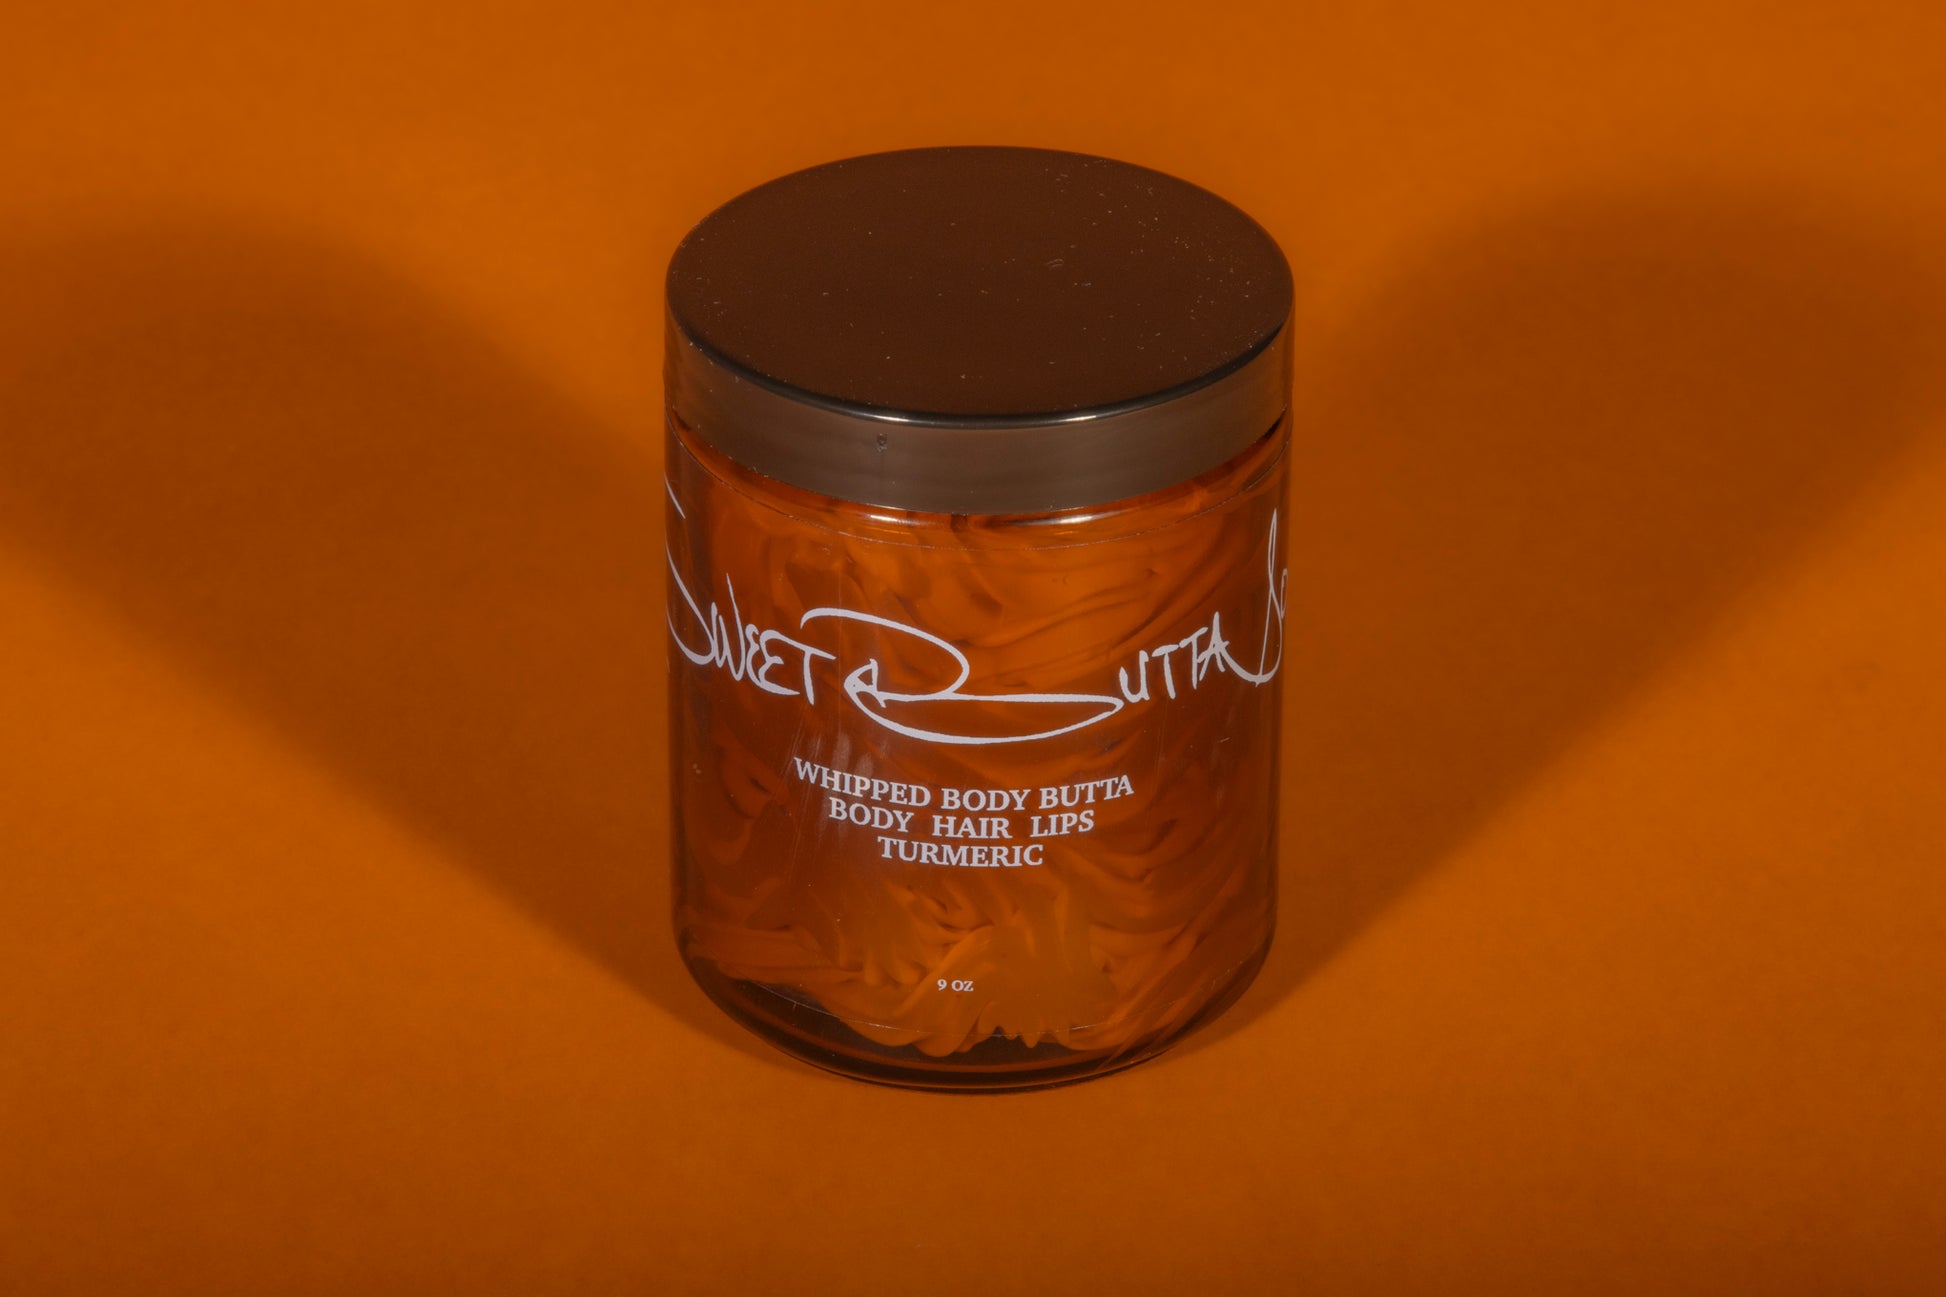 SWEET BUTTA
WHIPPED BODY BUTTA
BODY HAIR LIPS
TURMERIC
9 OZ